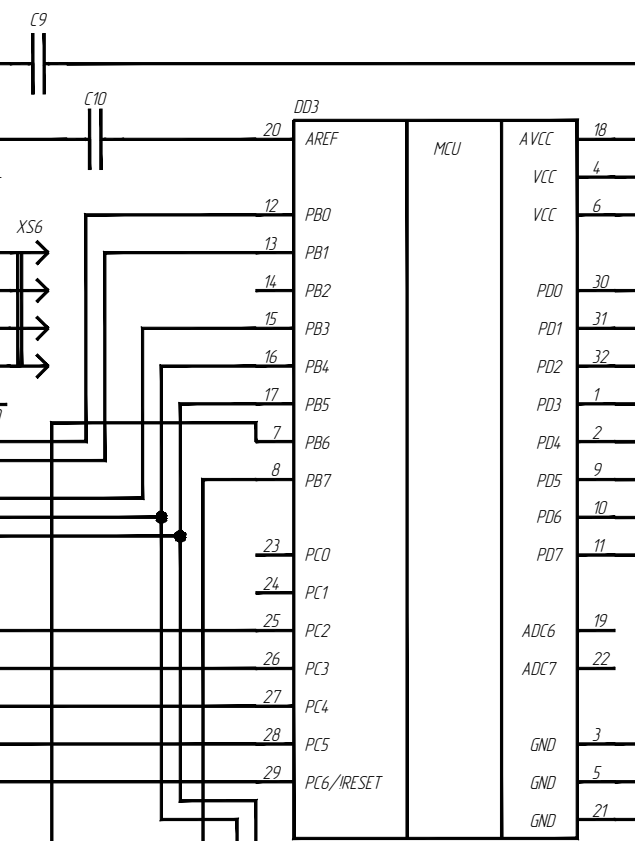 C9
C10
DD3
20 AREF MCU AVCC 18
VCC 4
12 PB0 VCC 6
XS6
13 PB1
14 PB2 PD0 30
15 PB3 PD1 31
16 PB4 PD2 32
17 PB5 PD3 1
7 PB6 PD4 2
8 PB7 PD5 9
PD6 10
23 PC0 PD7 11
24 PC1
25 PC2 ADC6 19
26 PC3 ADC7 22
27 PC4
28 PC5 GND 3
29 PC6/!RESET GND 5
GND 21